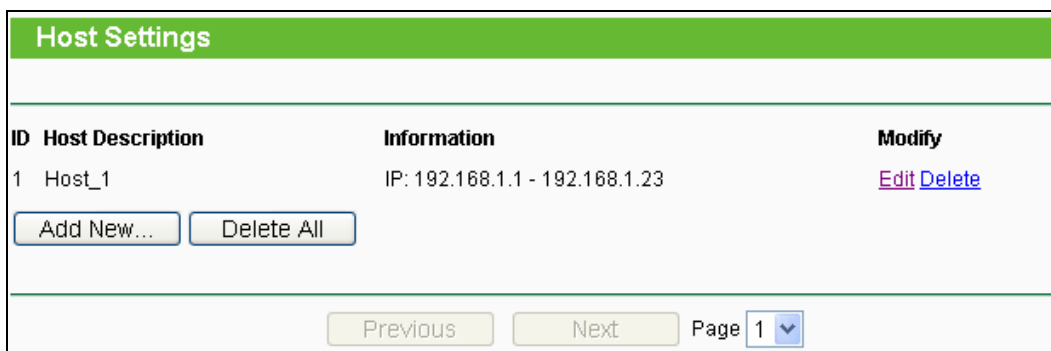 Host Settings
ID Host Description Information Modify
1 Host_1 IP: 192.168.1.1 - 192.168.1.23 Edit Delete
Add New... Delete All
Previous Next Page 1